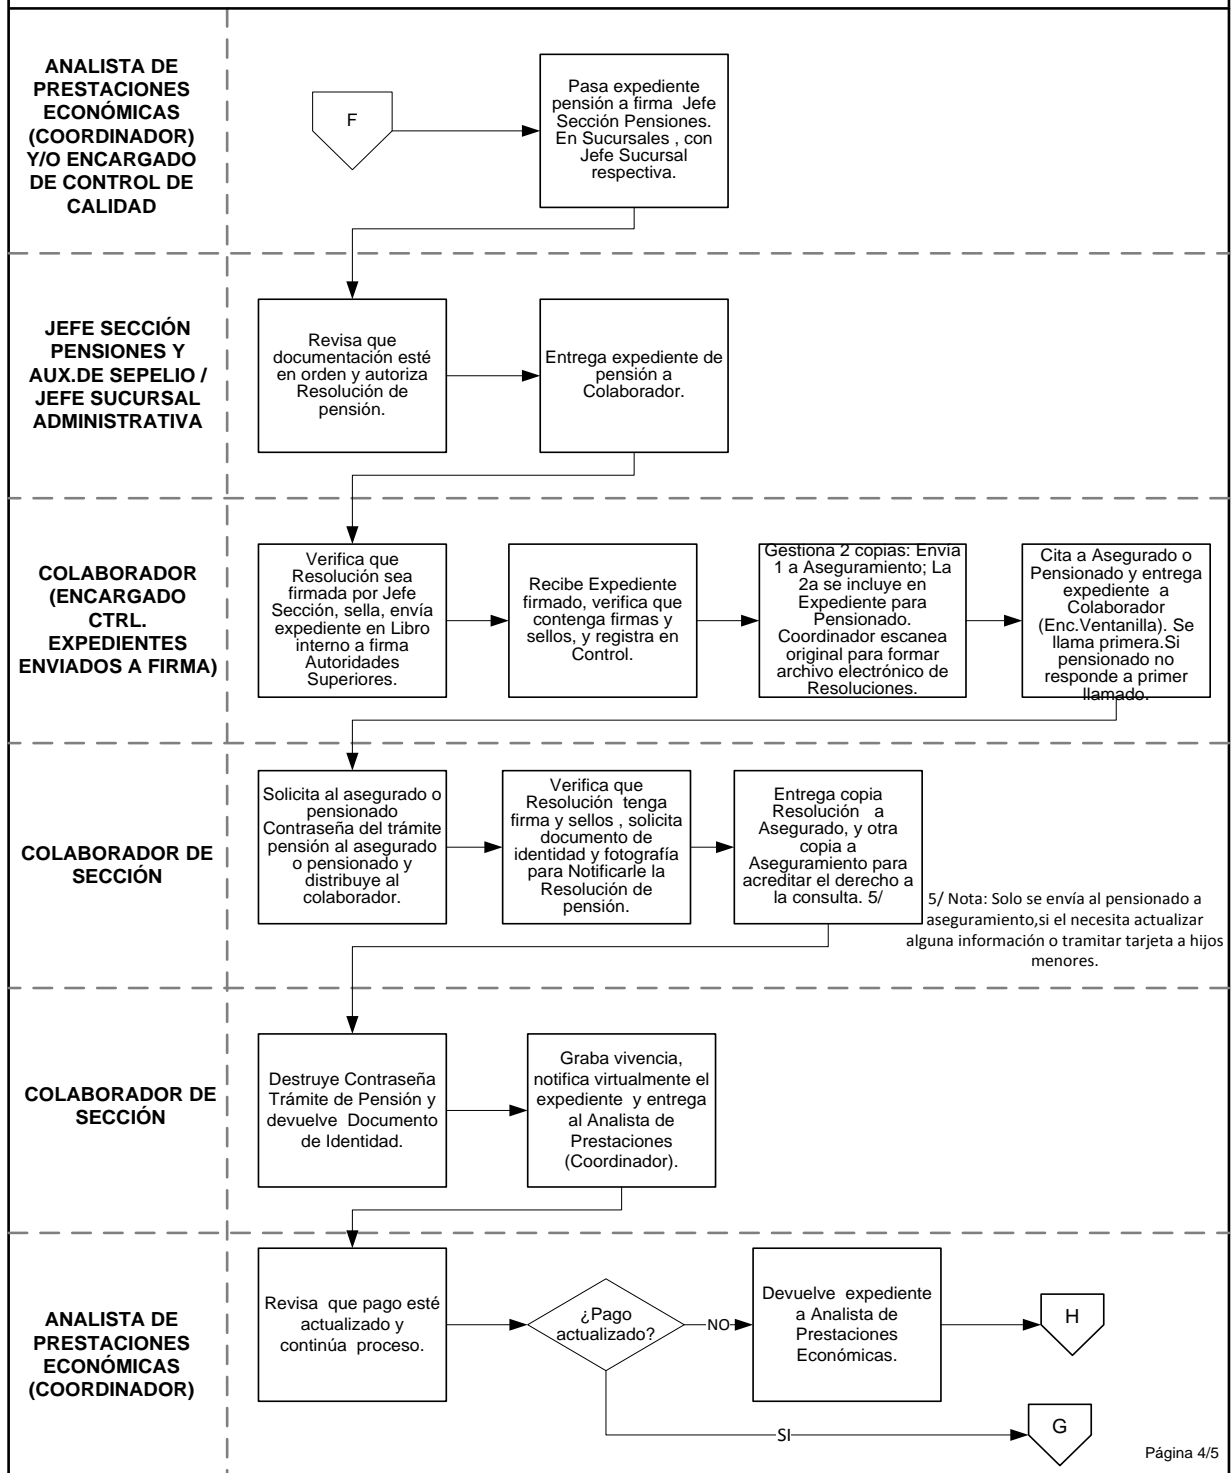 ANALISTA DE
PRESTACIONES
ECONÓMICAS
(COORDINADOR)
Y/O ENCARGADO
DE CONTROL DE
CALIDAD
F
Pasa expediente
pensión a firma Jefe
Sección Pensiones.
En Sucursales , con
Jefe Sucursal
respectiva.
JEFE SECCIÓN
PENSIONES Y
AUX.DE SEPELIO /
JEFE SUCURSAL
ADMINISTRATIVA
Revisa que
documentación esté
en orden y autoriza
Resolución de
pensión.
Entrega expediente de
pensión a
Colaborador.
COLABORADOR
(ENCARGADO
CTRL.
EXPEDIENTES
ENVIADOS A FIRMA)
Verifica que
Resolución sea
firmada por Jefe
Sección, sella, envía
expediente en Libro
interno a firma
Autoridades
Superiores.
Recibe Expediente
firmado, verifica que
contenga firmas y
sellos, y registra en
Control.
Gestiona 2 copias: Envía
1 a Aseguramiento; La
2a se incluye en
Expediente para
Pensionado.
Coordinador escanea
original para formar
archivo electrónico de
Resoluciones.
Cita a Asegurado o
Pensionado y entrega
expediente a
Colaborador
(Enc.Ventanilla). Se
llama primera.Si
pensionado no
responde a primer
llamado.
COLABORADOR DE
SECCIÓN
Solicita al asegurado o
pensionado
Contraseña del trámite
pensión al asegurado
o pensionado y
distribuye al
colaborador.
Verifica que
Resolución tenga
firma y sellos , solicita
documento de
identidad y fotografía
para Notificarle la
Resolución de
pensión.
Entrega copia
Resolución a
Asegurado, y otra
copia a
Aseguramiento para
acreditar el derecho a
la consulta. 5/
5/ Nota: Solo se envía al pensionado a
aseguramiento,si el necesita actualizar
alguna información o tramitar tarjeta a hijos
menores.
COLABORADOR DE
SECCIÓN
Destruye Contraseña
Trámite de Pensión y
devuelve Documento
de Identidad.
Graba vivencia,
notifica virtualmente el
expediente y entrega
al Analista de
Prestaciones
(Coordinador).
ANALISTA DE
PRESTACIONES
ECONÓMICAS
(COORDINADOR)
Revisa que pago esté
actualizado y
continúa proceso.
¿Pago
actualizado?
NO
Devuelve expediente
a Analista de
Prestaciones
Económicas.
H
SI
G
Página 4/5